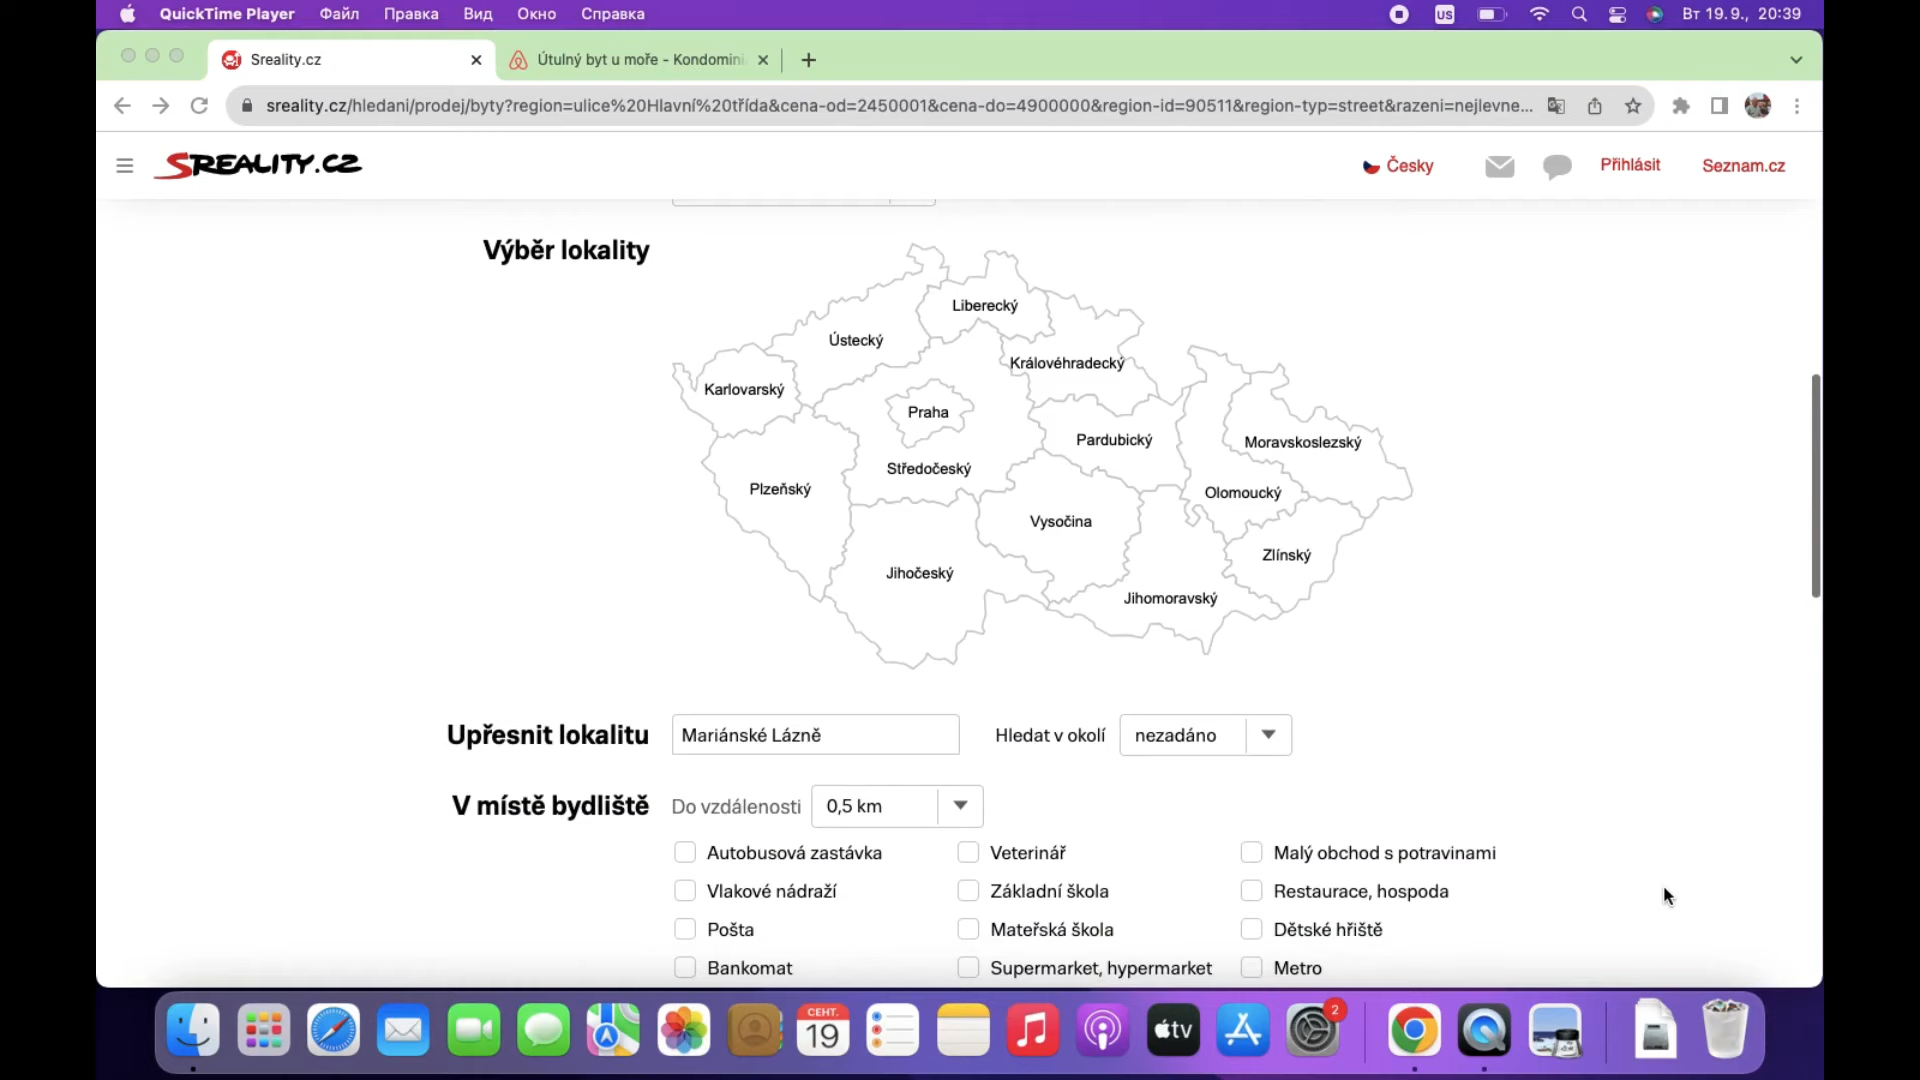 QuickTime Player Файл Правка Вид Окно Справка US Вт 19.9., 20:39
Sreality.cz Útulný byt u moře - Kondomini
sreality.cz/hledani/prodej/byty?region=ulice%20Hlavní%20třída&cena-od=2450001&cena-do=4900000&region-id=90511&region-typ=street&razeni=nejlevne...
SREALITY.CZ Česky Přihlásit Seznam.cz
Výběr lokality
Liberecký
Ústecký
Královéhradecký
Karlovarský
Praha
Pardubický
Moravskoslezský
Středočeský
Plzeňský
Olomoucký
Vysočina
Zlínský
Jihočeský
Jihomoravský
Upřesnit lokalitu Mariánské Lázně Hledat v okolí nezadáno
V místě bydliště Do vzdálenosti 0,5 km
Autobusová zastávka Veterinář Malý obchod s potravinami
Vlakové nádraží Základní škola Restaurace, hospoda
Pošta Mateřská škola Dětské hřiště
Bankomat Supermarket, hypermarket Metro
СЕНТ.
19
tv
2